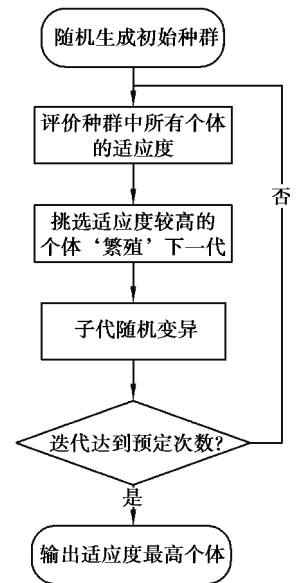 随机生成初始种群
评价种群中所有个体
的适应度
挑选适应度较高的
个体‘繁殖’下一代
子代随机变异
迭代达到预定次数?
否
是
输出适应度最高个体